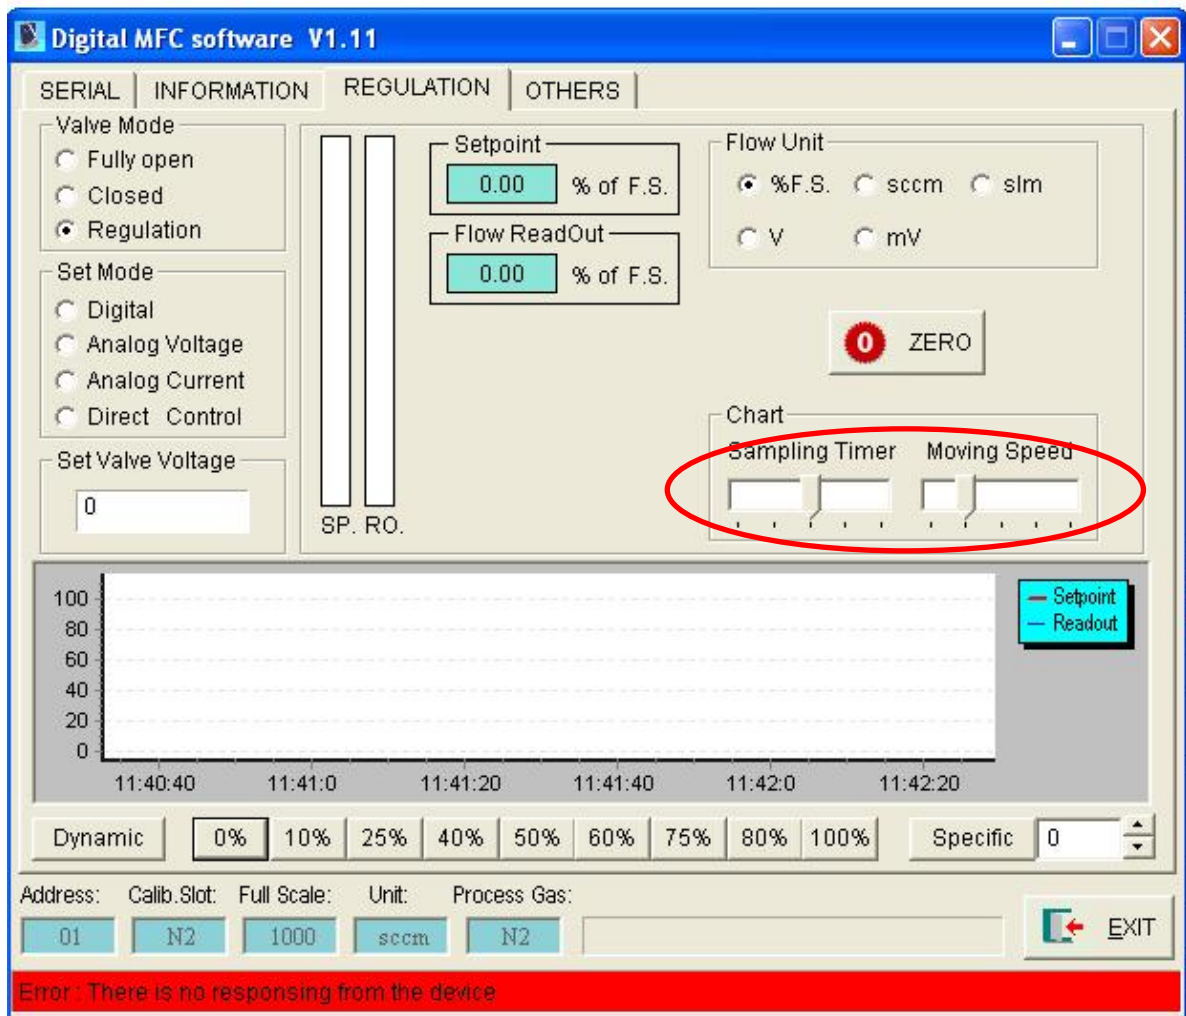 Digital MFC software V1.11
SERIAL INFORMATION REGULATION OTHERS
Valve Mode
Fully open
Closed
Regulation
Set Mode
Digital
Analog Voltage
Analog Current
Direct Control
Set Valve Voltage
0
SP. RO.
Setpoint
0.00 % of F.S.
Flow ReadOut
0.00 % of F.S.
Flow Unit
%F.S. sccm slm
V mV
0 ZERO
Chart
Sampling Timer Moving Speed
100
80
60
40
20
0
11:40:40 11:41:0 11:41:20 11:41:40 11:42:0 11:42:20
Setpoint
Readout
Dynamic 0% 10% 25% 40% 50% 60% 75% 80% 100% Specific 0
Address: Calib.Slot: Full Scale: Unit: Process Gas:
01 N2 1000 sccm N2
EXIT
Error : There is no responsing from the device